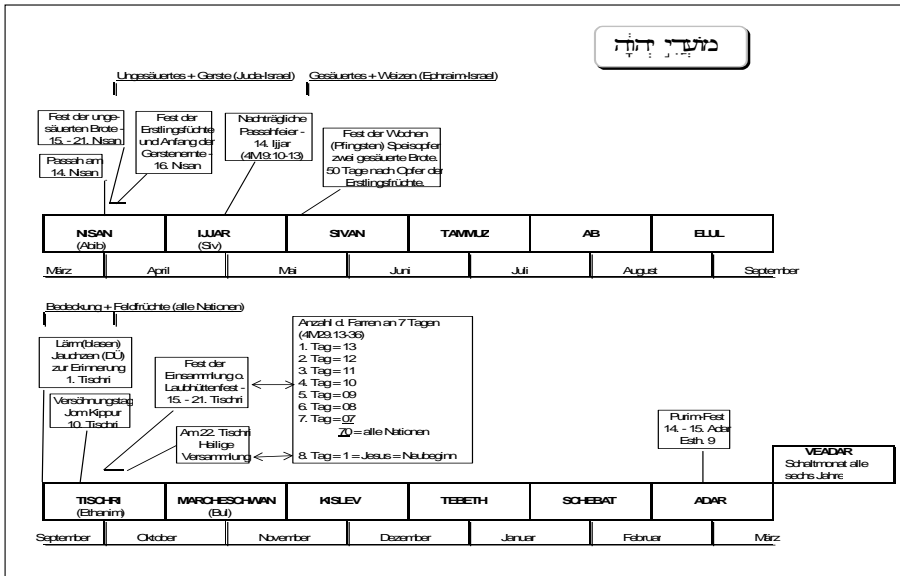 מוֹעֲדֵי יְהוָה
Ungesäuertes + Gerste (Juda-Israel)
Gesäuertes + Weizen (Ephraim-Israel)
Fest der unge-
säuerten Brote -
15. - 21. Nisan
Passah am
14. Nisan
Fest der
Erstlingsfüchte
und Anfang der
Gerstenernte -
16. Nisan
Nachträgliche
Passahfeier -
14. Ijjar
(4M9:10-13)
Fest der Wochen
(Pfingsten) Speisopfer
zwei gesäuerte Brote.
50 Tage nach Opfer der
Erstlingsfrüchte.
NISAN
(Abib)
IJJAR
(Siv)
SIVAN
TAMMUZ
AB
ELUL
März
April
Mai
Juni
Juli
August
September
Bedeckung + Feldfrüchte (alle Nationen)
Lärm(blasen)
Jauchzen (DÜ)
zur Erinnerung
1. Tischri
Versöhnungstag
Jom Kippur
10. Tischri
Fest der
Einsammlung o.
Laubhüttenfest -
15. - 21. Tischri
Am 22. Tischri
Heilige
Versammlung
Anzahl d. Farren an 7 Tagen
(4M29.13-36)
1. Tag = 13
2. Tag = 12
3. Tag = 11
4. Tag = 10
5. Tag = 09
6. Tag = 08
7. Tag = 07
70 = alle Nationen
8. Tag = 1 = Jesus = Neubeginn
Purim-Fest
14. - 15. Adar
Esth. 9
VEADAR
Schaltmonat alle
sechs Jahre
TISCHRI
(Ethanim)
MARCHESCHWAN
(Bul)
KISLEV
TEBETH
SCHEBAT
ADAR
September
Oktober
November
Dezember
Januar
Februar
März